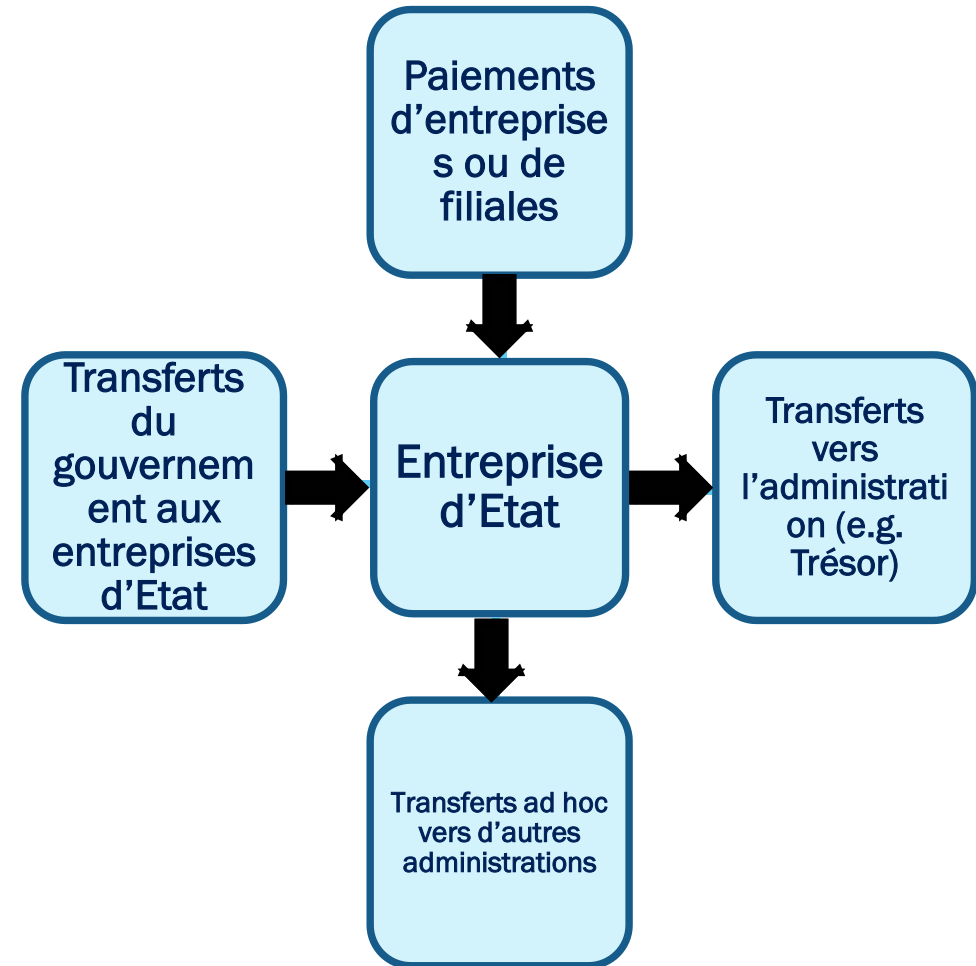 Paiements
d’entreprise
s ou de
filiales
Transferts
du
gouvernem
ent aux
entreprises
d’Etat
Entreprise
d’Etat
Transferts
vers
l’administrati
on (e.g.
Trésor)
Transferts ad hoc
vers d’autres
administrations